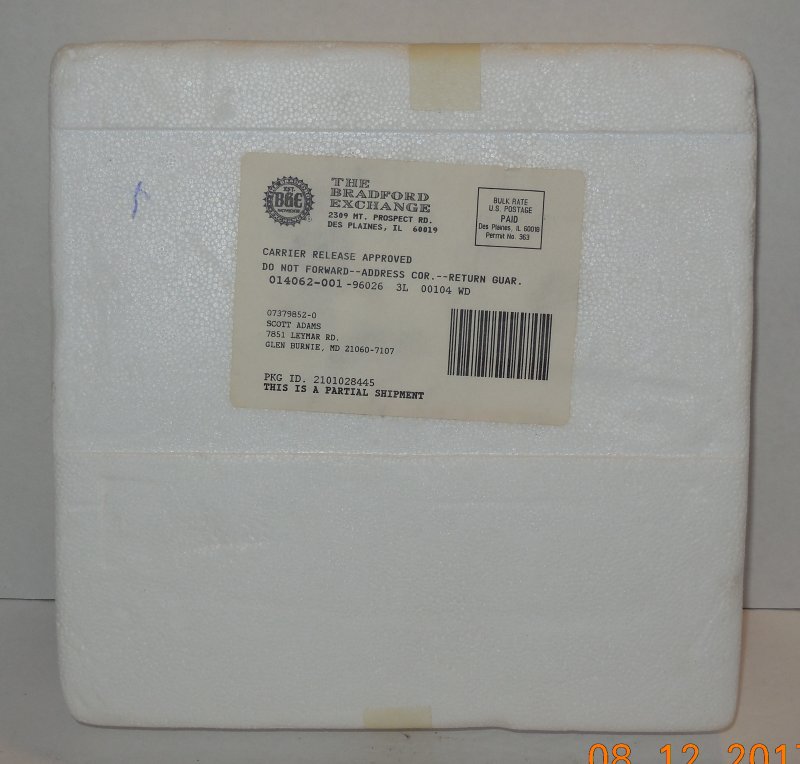 EST.
B&E
THE
BRADFORD
EXCHANGE
2309 MT. PROSPECT RD.
DES PLAINES, IL 60019
BULK RATE
U.S. POSTAGE
PAID
Des Plaines, IL 60018
Permit No. 363
CARRIER RELEASE APPROVED
DO NOT FORWARD--ADDRESS COR.--RETURN GUAR.
014062-001-96026 3L 00104 WD
07379852-0
SCOTT ADAMS
7851 LEYMAR RD.
GLEN BURNIE, MD 21060-7107
PKG ID. 2101028445
THIS IS A PARTIAL SHIPMENT
08 12 201